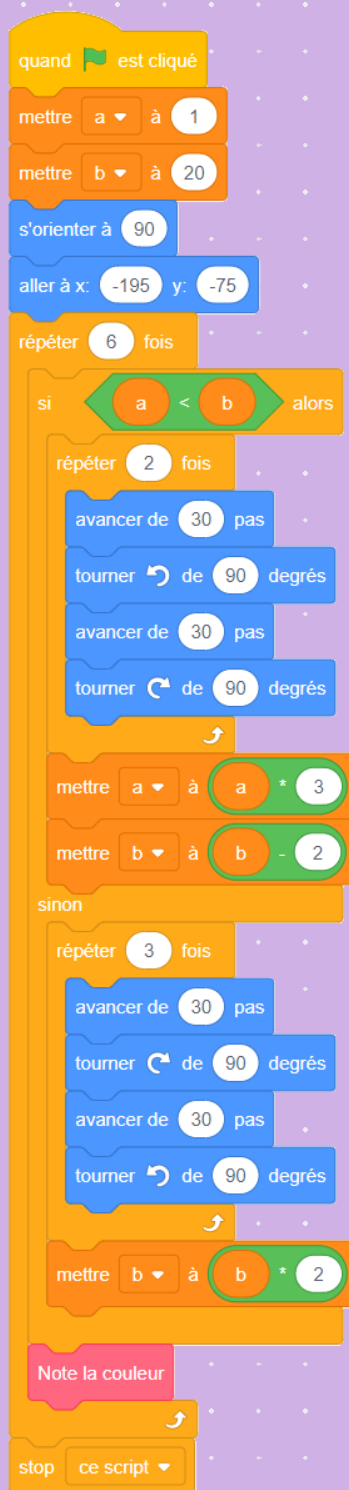 quand est cliqué
mettre a à 1
mettre b à 20
s'orienter à 90
aller à x: -195 y: -75
répéter 6 fois
si a < b alors
répéter 2 fois
avancer de 30 pas
tourner de 90 degrés
avancer de 30 pas
tourner de 90 degrés
mettre a à a * 3
mettre b à b - 2
sinon
répéter 3 fois
avancer de 30 pas
tourner de 90 degrés
avancer de 30 pas
tourner de 90 degrés
mettre b à b * 2
Note la couleur
stop ce script